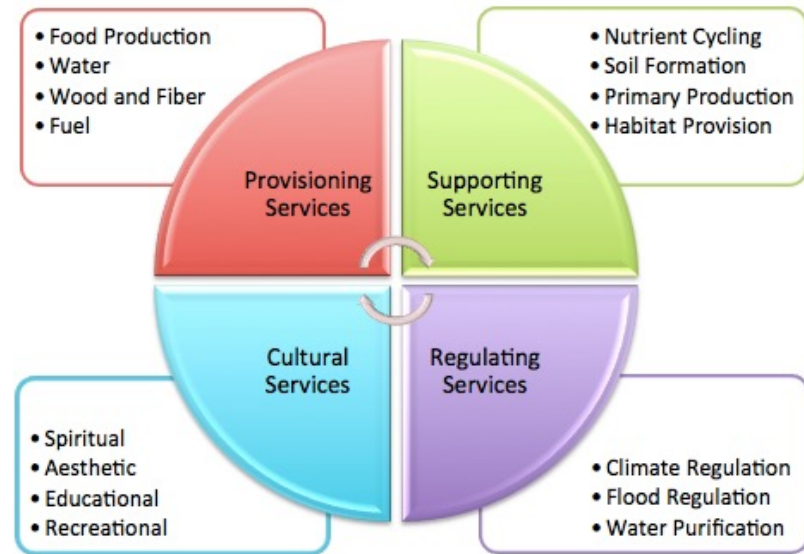 • Food Production
• Water
• Wood and Fiber
• Fuel
• Nutrient Cycling
• Soil Formation
• Primary Production
• Habitat Provision
Provisioning
Services
Supporting
Services
Cultural
Services
Regulating
Services
• Spiritual
• Aesthetic
• Educational
• Recreational
• Climate Regulation
• Flood Regulation
• Water Purification